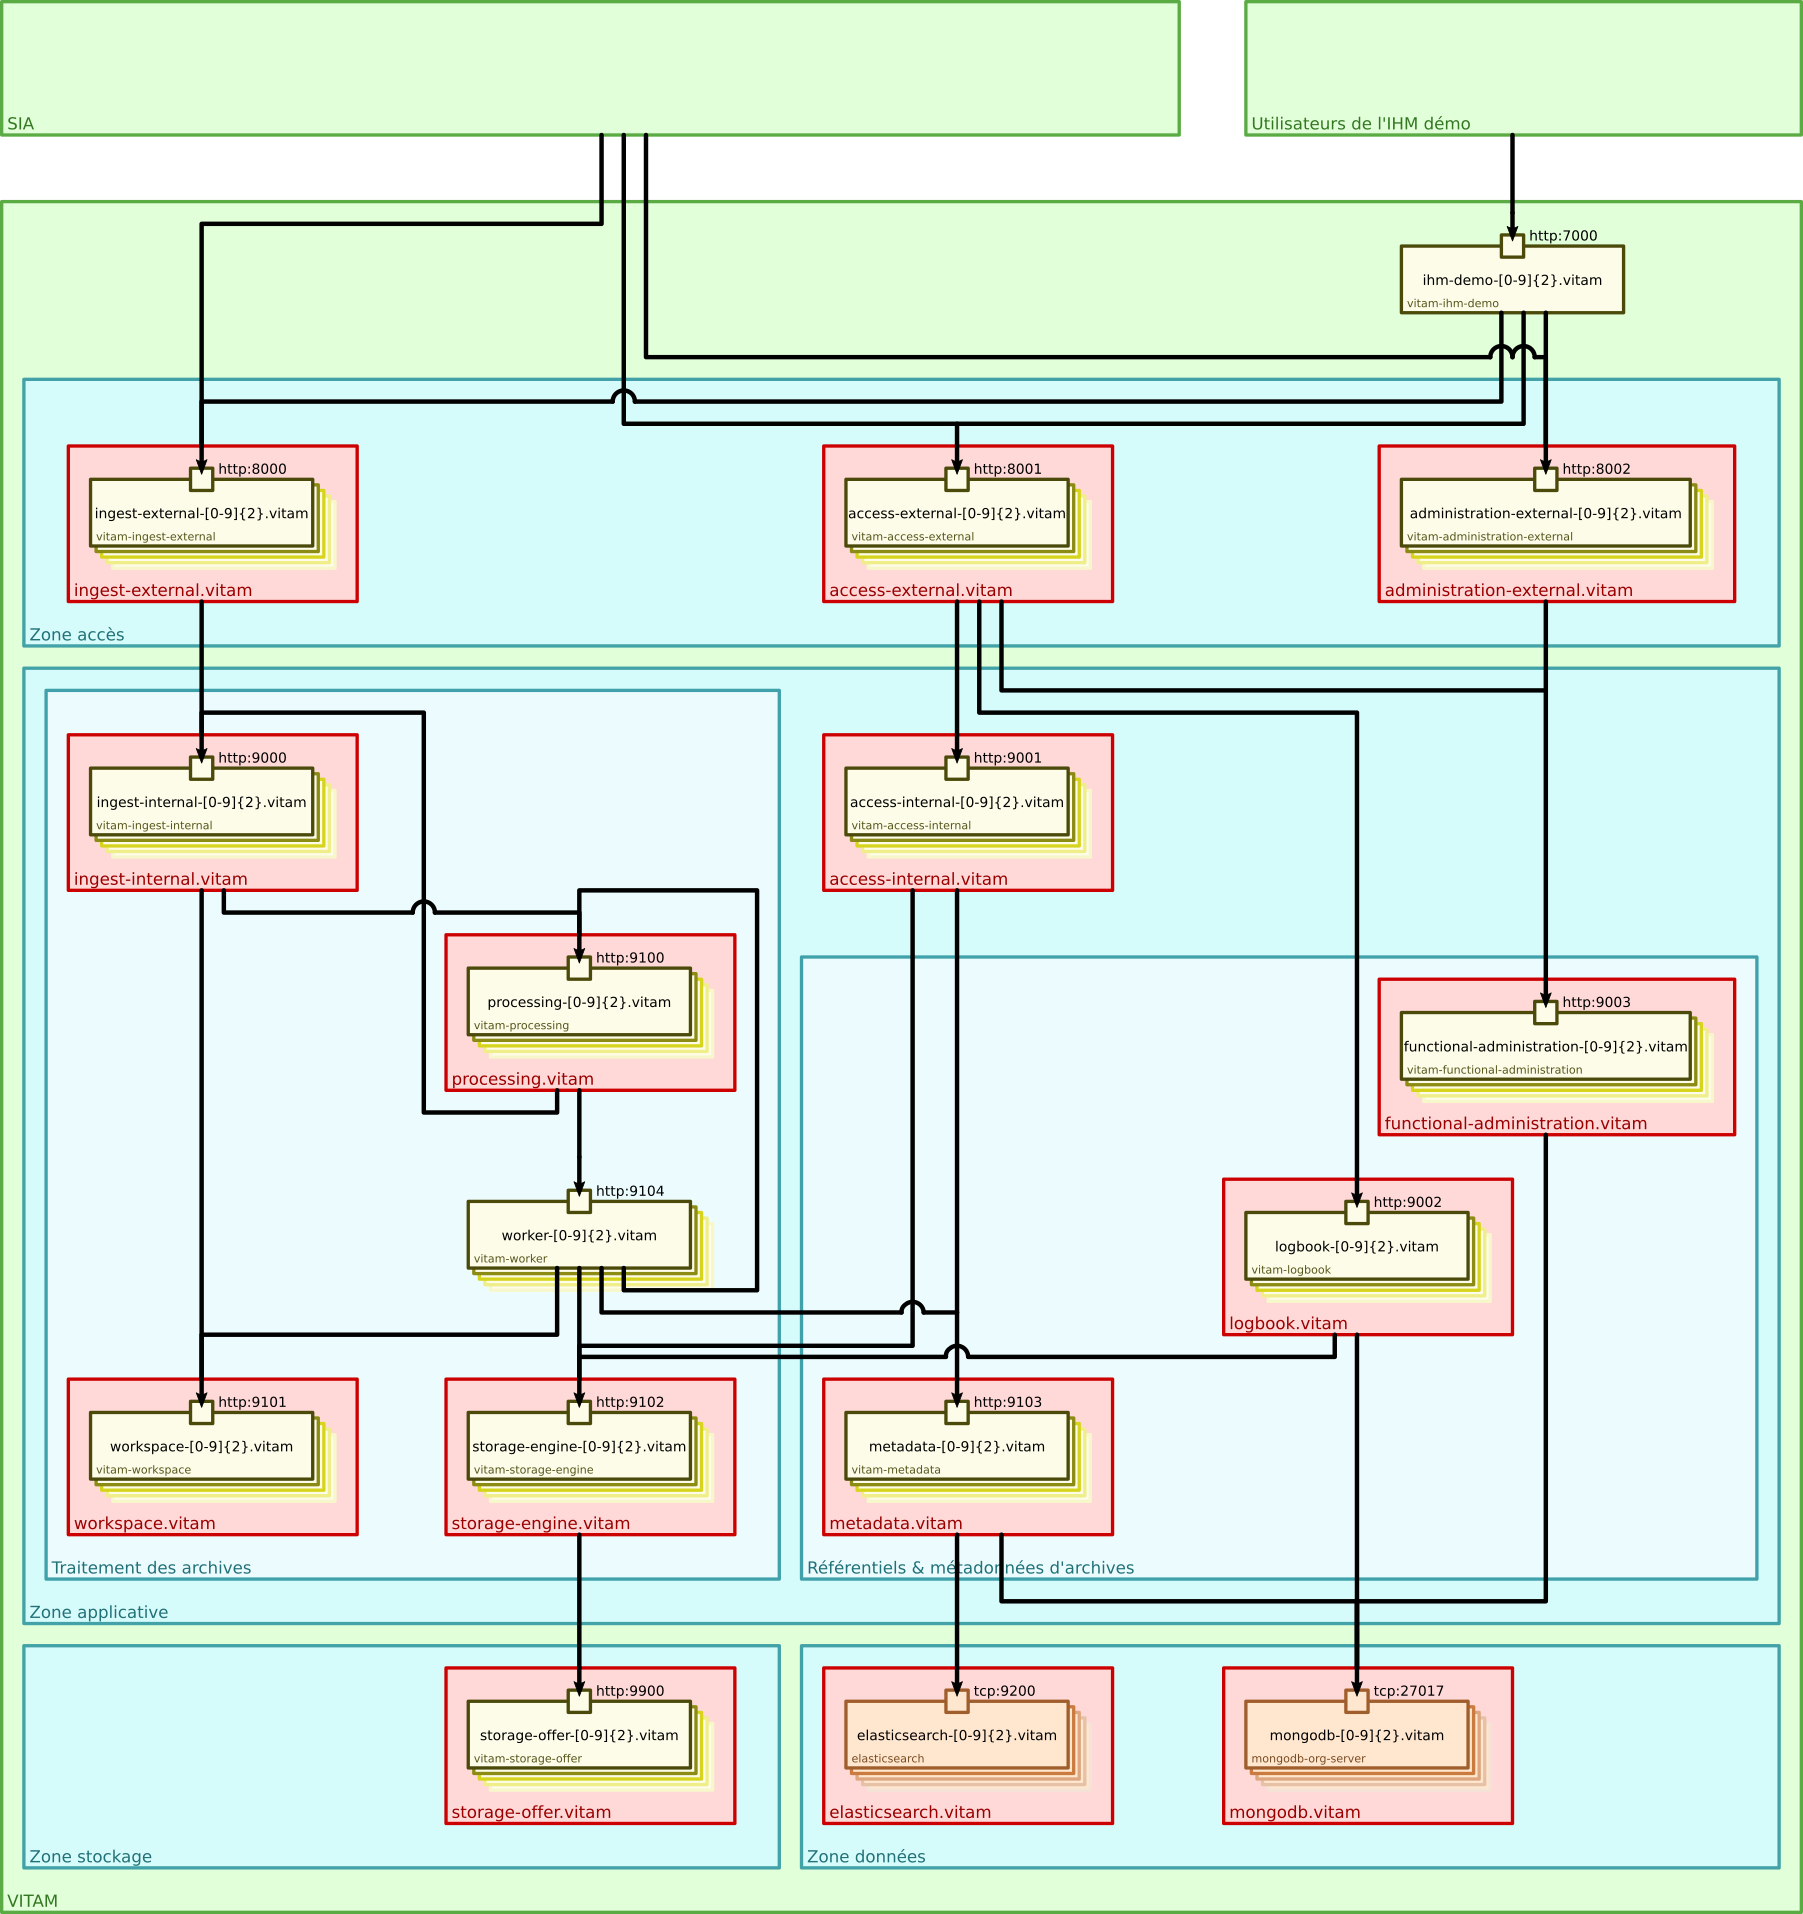 SIA
Utilisateurs de l'IHM démo
http:7000
ihm-demo-[0-9]{2}.vitam
vitam-ihm-demo
http:8000
ingest-external-[0-9]{2}.vitam
vitam-ingest-external
ingest-external.vitam
http:8001
access-external-[0-9]{2}.vitam
vitam-access-external
access-external.vitam
http:8002
administration-external-[0-9]{2}.vitam
vitam-administration-external
administration-external.vitam
Zone accès
http:9000
ingest-internal-[0-9]{2}.vitam
vitam-ingest-internal
ingest-internal.vitam
http:9001
access-internal-[0-9]{2}.vitam
vitam-access-internal
access-internal.vitam
http:9100
processing-[0-9]{2}.vitam
vitam-processing
processing.vitam
http:9003
functional-administration-[0-9]{2}.vitam
vitam-functional-administration
functional-administration.vitam
http:9104
worker-[0-9]{2}.vitam
vitam-worker
http:9002
logbook-[0-9]{2}.vitam
vitam-logbook
logbook.vitam
http:9101
workspace-[0-9]{2}.vitam
vitam-workspace
workspace.vitam
http:9102
storage-engine-[0-9]{2}.vitam
vitam-storage-engine
storage-engine.vitam
http:9103
metadata-[0-9]{2}.vitam
vitam-metadata
metadata.vitam
Traitement des archives
Référentiels & métadonnées d'archives
Zone applicative
http:9900
storage-offer-[0-9]{2}.vitam
vitam-storage-offer
storage-offer.vitam
tcp:9200
elasticsearch-[0-9]{2}.vitam
elasticsearch
elasticsearch.vitam
tcp:27017
mongodb-[0-9]{2}.vitam
mongodb-org-server
mongodb.vitam
Zone stockage
Zone données
VITAM